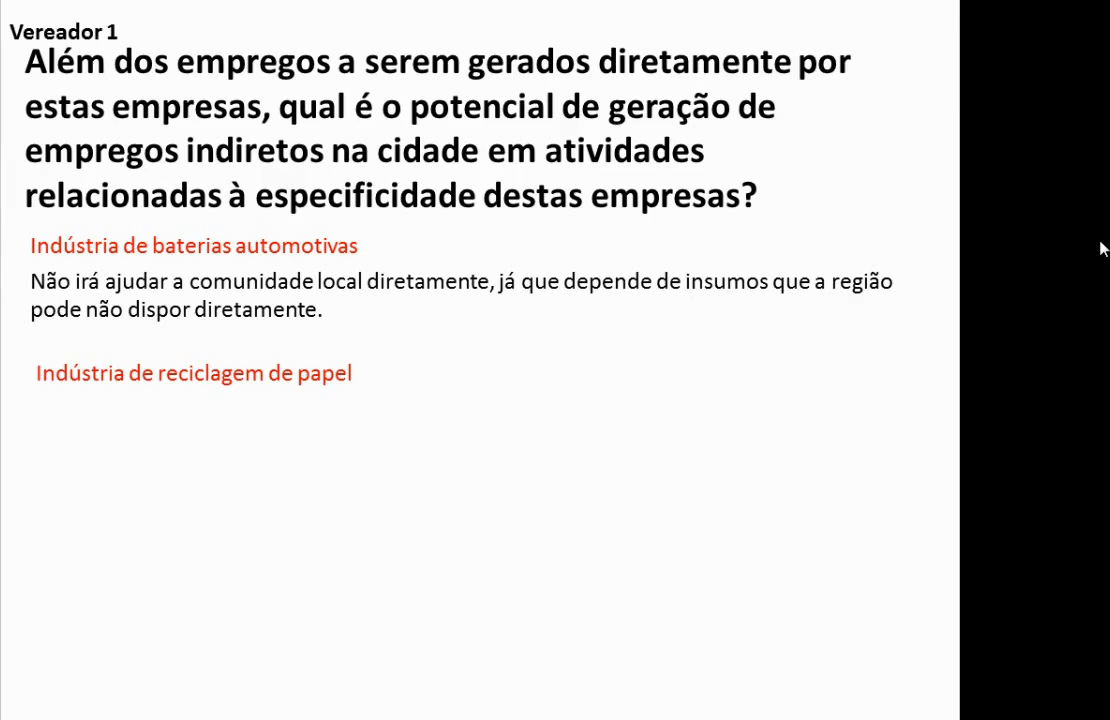 Vereador 1
Além dos empregos a serem gerados diretamente por
estas empresas, qual é o potencial de geração de
empregos indiretos na cidade em atividades
relacionadas à especificidade destas empresas?
Indústria de baterias automotivas
Não irá ajudar a comunidade local diretamente, já que depende de insumos que a região
pode não dispor diretamente.
Indústria de reciclagem de papel